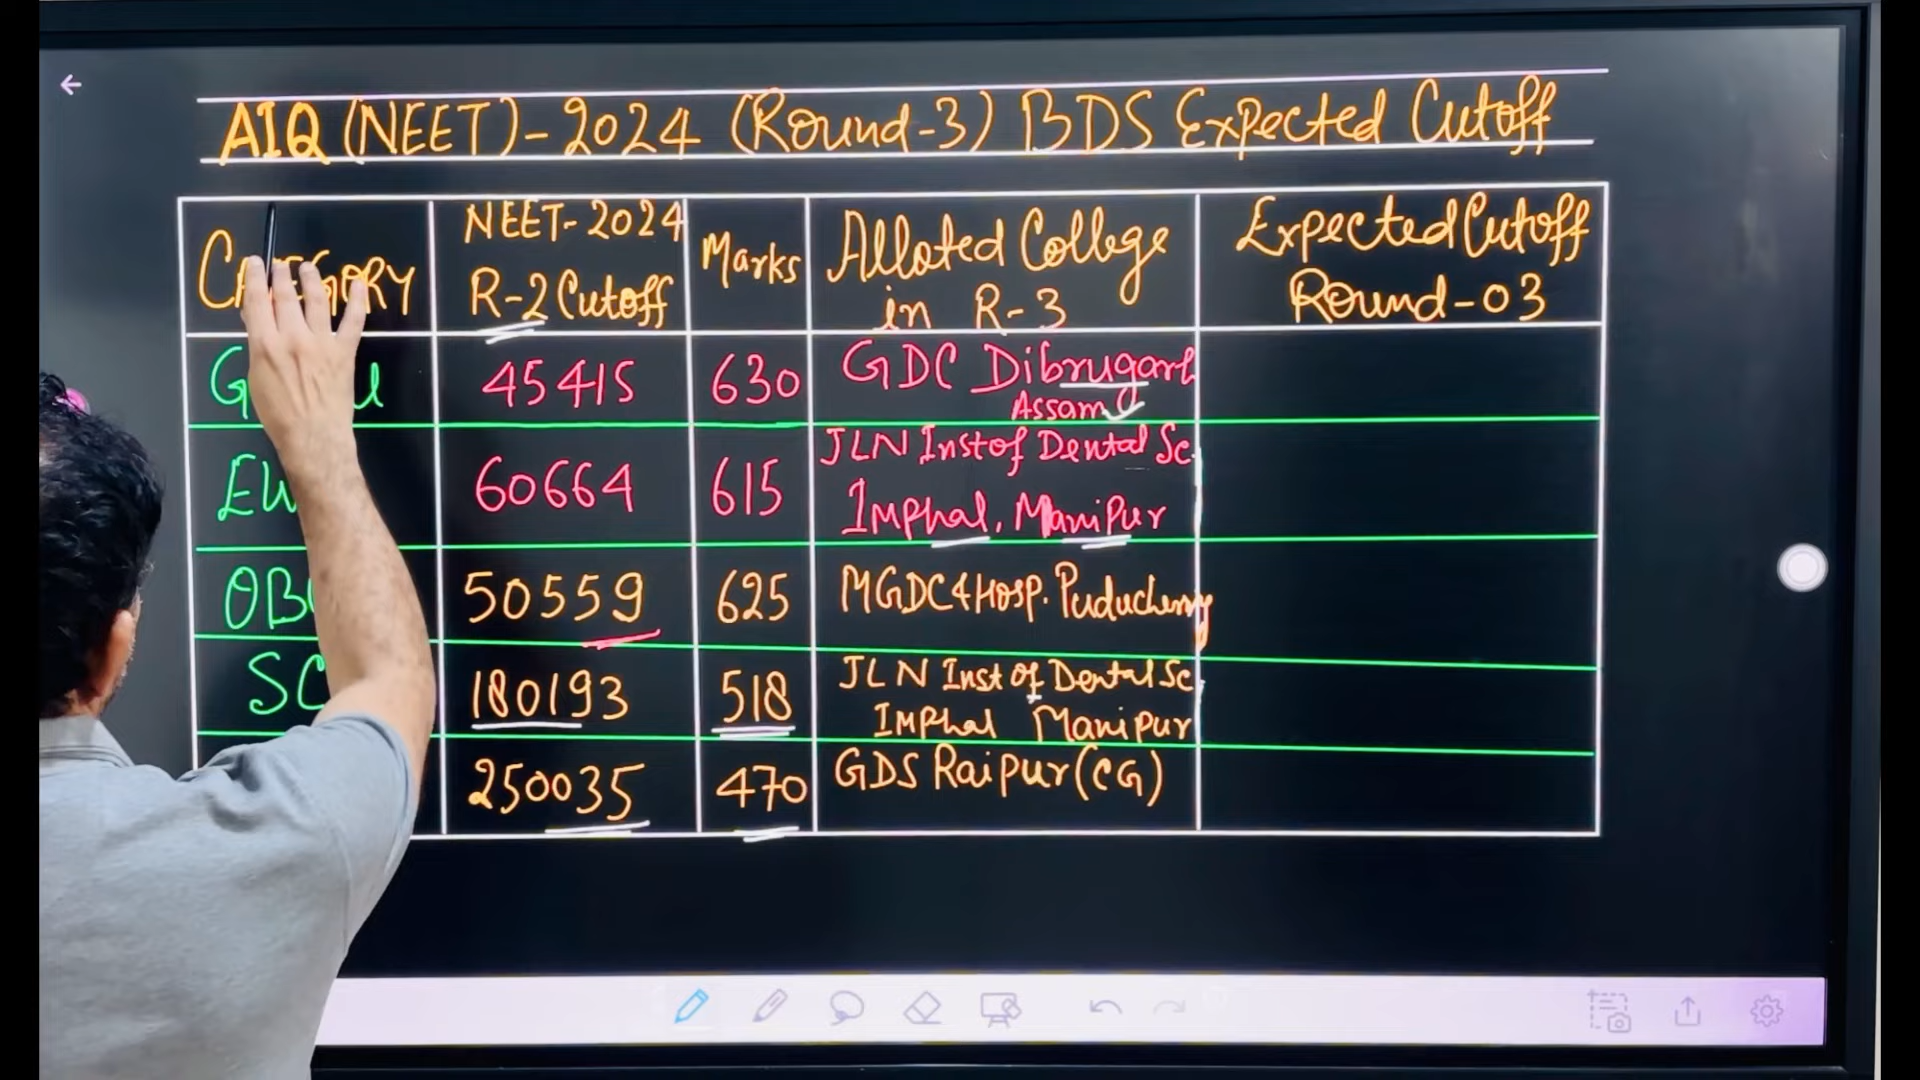 AIQ (NEET)-2024 (Round-3) BDS Expected Cutoff
CATEGORY
NEET-2024
R-2 Cutoff
Marks
Alloted College
in R-3
Expected Cutoff
Round-03
45415
630
GDC Dibrugarh
Assam
60664
615
JLN Inst of Dental Sc.
Imphal, Manipur
50559
625
MGDC & Hosp. Puducherry
SC
180193
518
JLN Inst of Dental Sc.
Imphal Manipur
250035
470
GDS Raipur (CG)